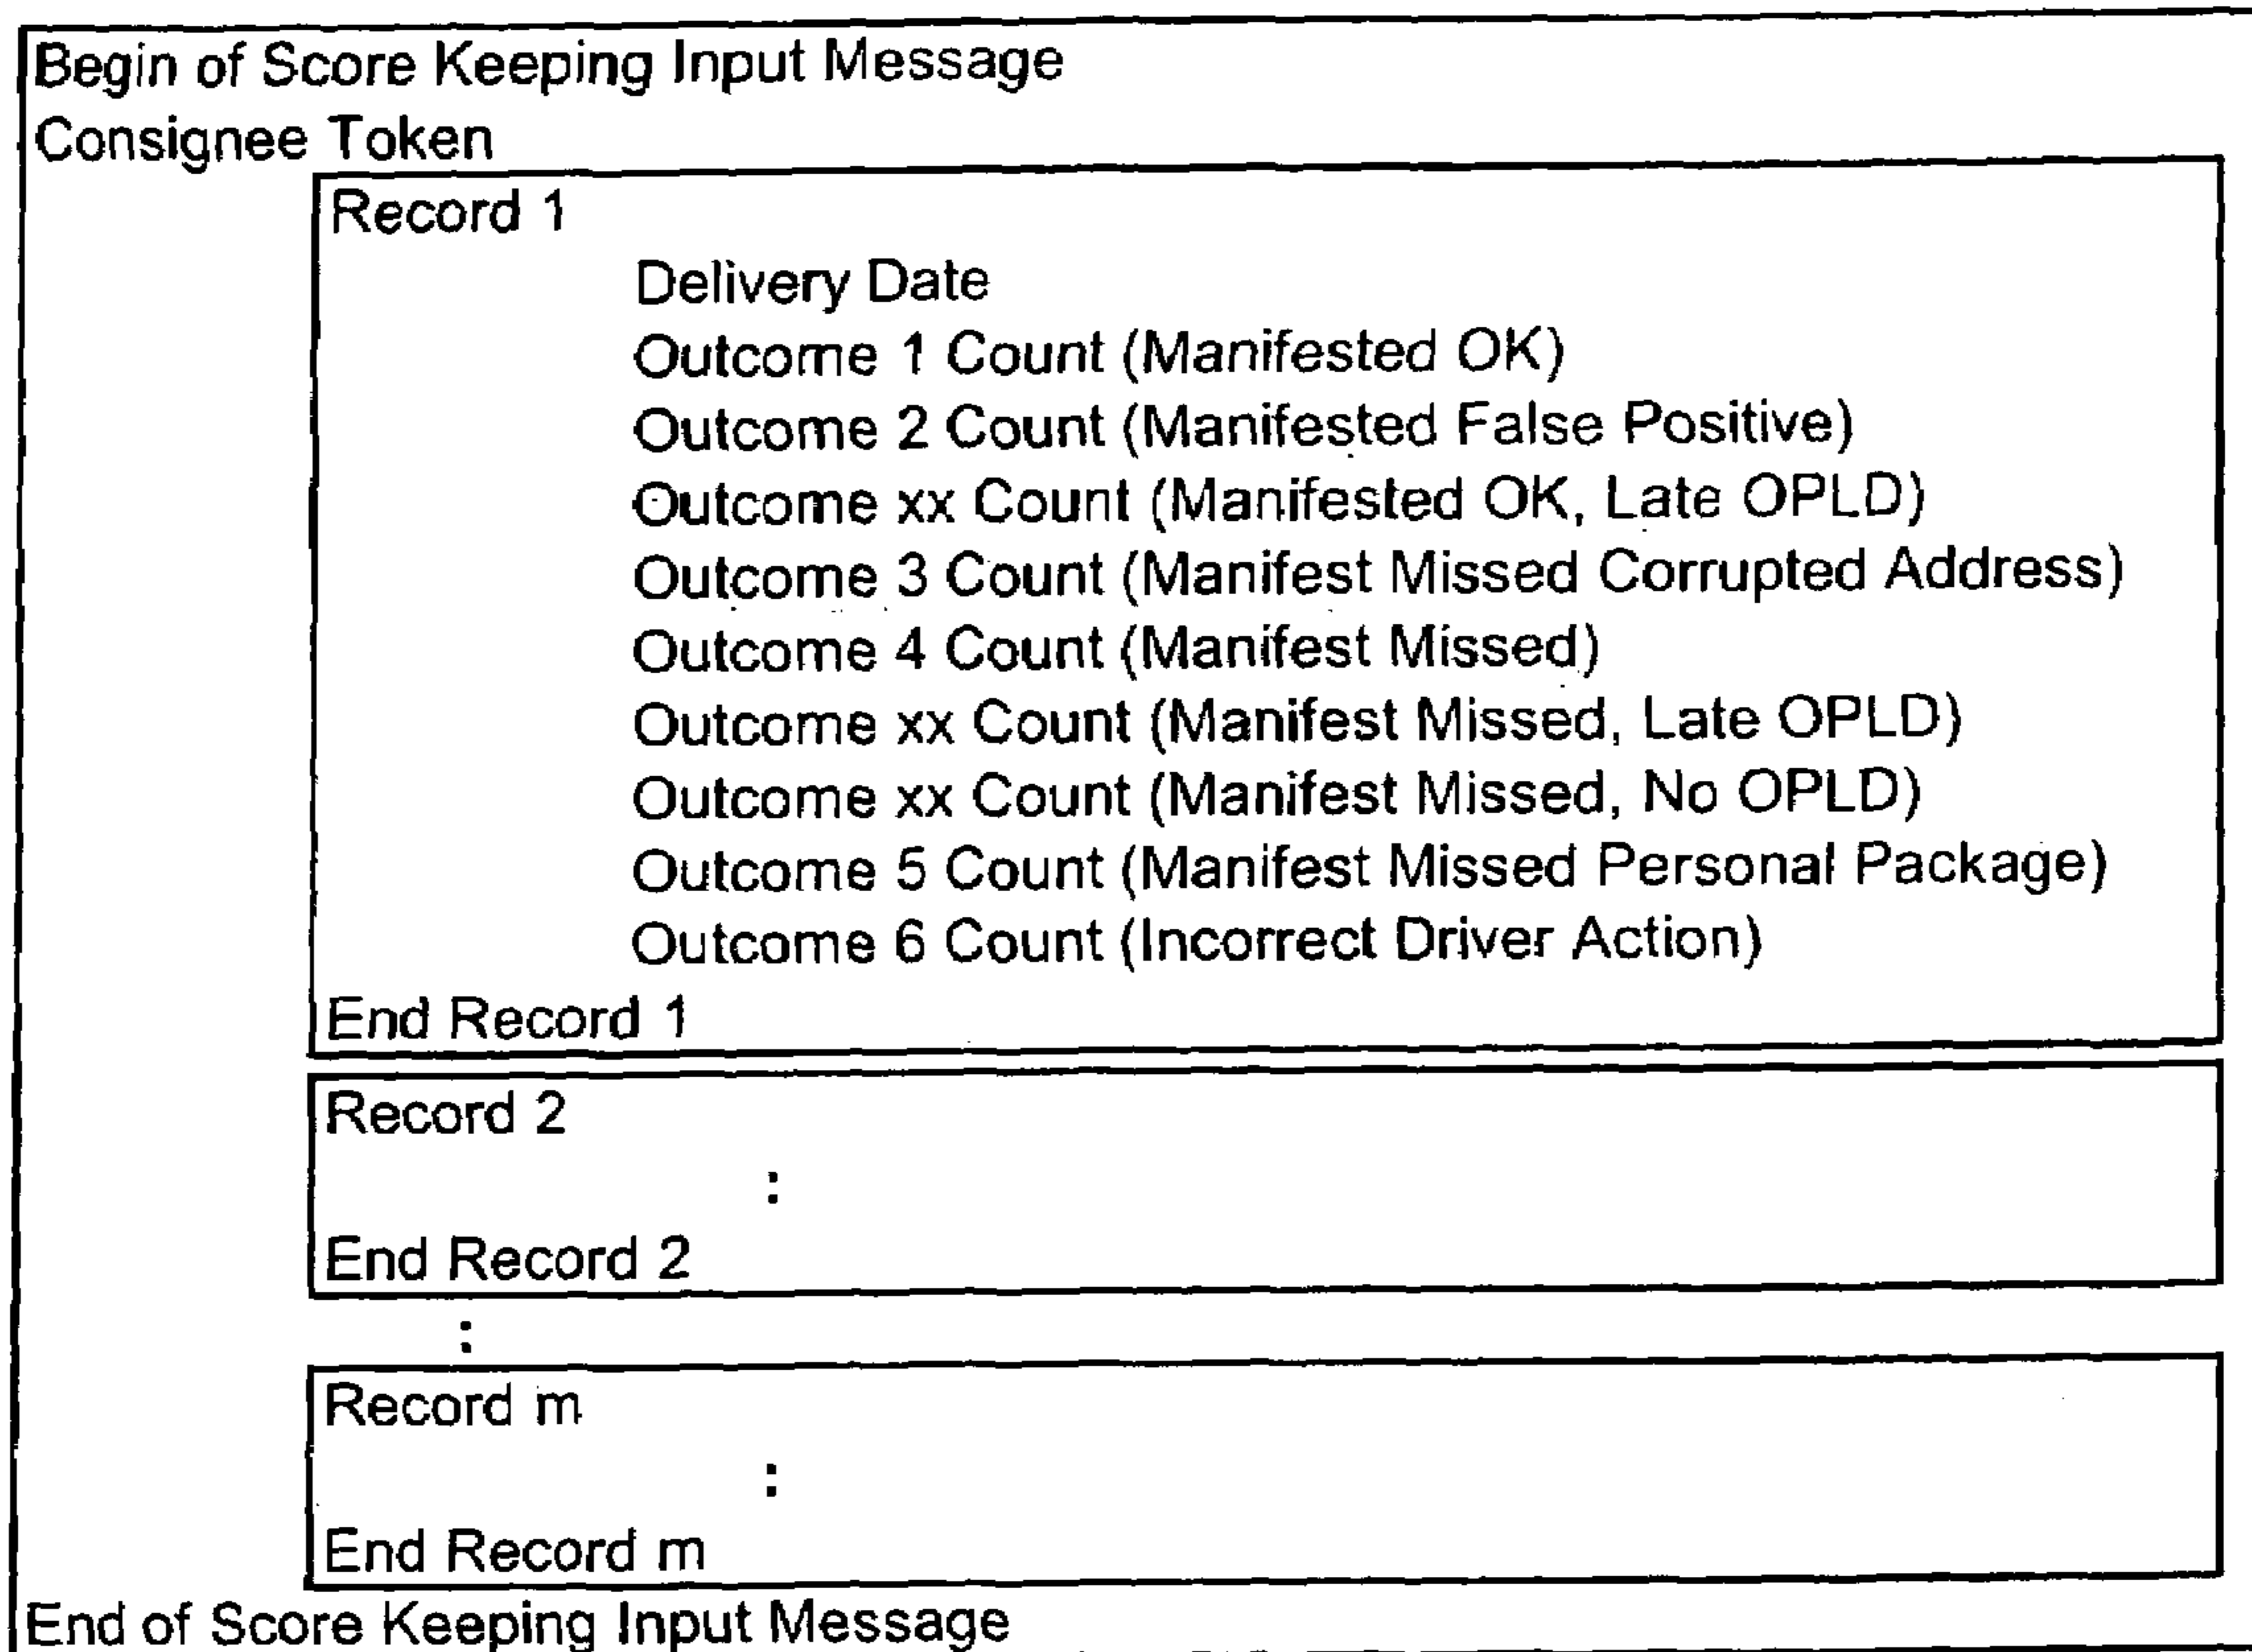 Begin of Score Keeping Input Message
Consignee Token
Record 1
Delivery Date
Outcome 1 Count (Manifested OK)
Outcome 2 Count (Manifested False Positive)
Outcome xx Count (Manifested OK, Late OPLD)
Outcome 3 Count (Manifest Missed Corrupted Address)
Outcome 4 Count (Manifest Missed)
Outcome xx Count (Manifest Missed, Late OPLD)
Outcome xx Count (Manifest Missed, No OPLD)
Outcome 5 Count (Manifest Missed Personal Package)
Outcome 6 Count (Incorrect Driver Action)
End Record 1
Record 2
:
End Record 2
:
Record m
:
End Record m
End of Score Keeping Input Message